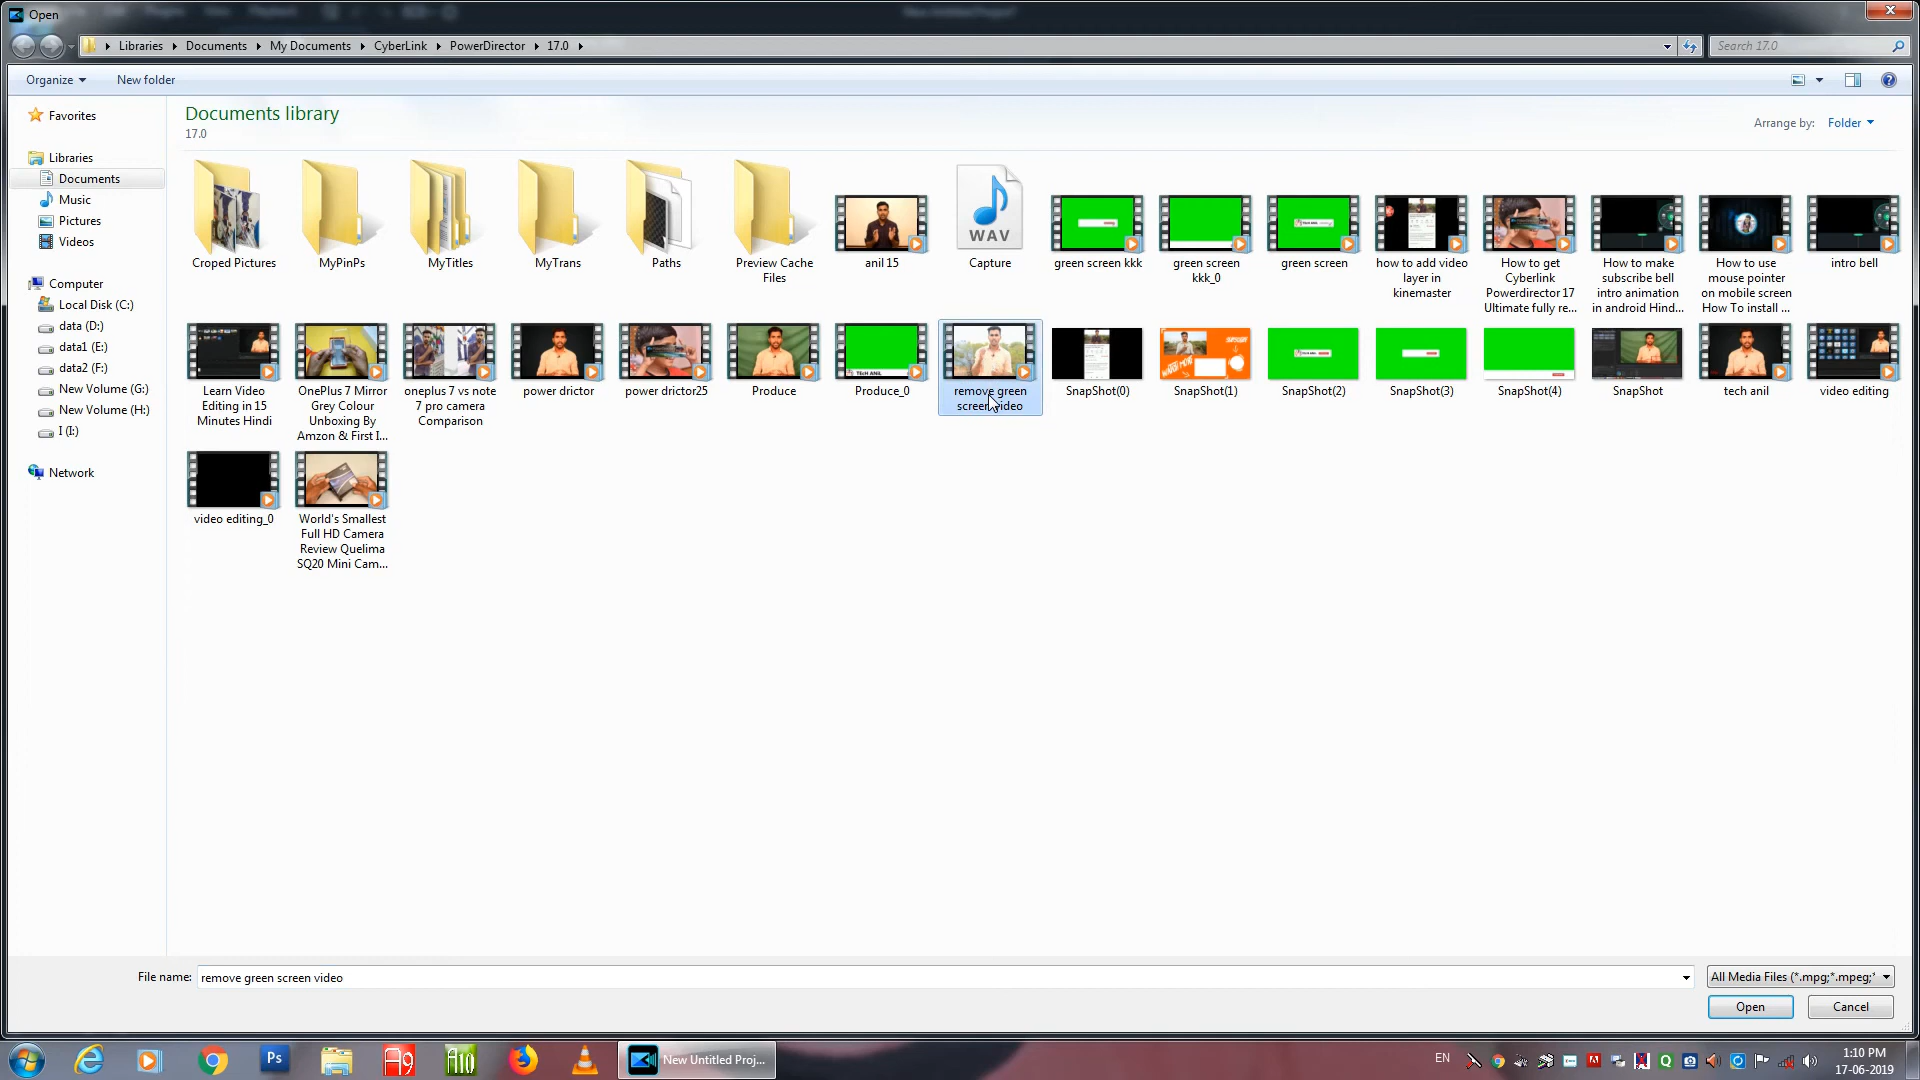 Open
Libraries
Documents
My Documents
CyberLink
PowerDirector
17.0
Search 17.0
Organize
New folder
Documents library
17.0
Arrange by:
Folder
Favorites
Libraries
Documents
Music
Pictures
Videos
Computer
Local Disk (C:)
data (D:)
data1 (E:)
data2 (F:)
New Volume (G:)
New Volume (H:)
I (I:)
Network
Croped Pictures
MyPinPs
MyTitles
MyTrans
Paths
Preview Cache
Files
anil 15
WAV
Capture
green screen kkk
green screen
kkk_0
green screen
how to add video
layer in
kinemaster
How to get
Cyberlink
Powerdirector 17
Ultimate fully re...
How to make
subscribe bell
intro animation
in android Hind...
How to use
mouse pointer
on mobile screen
How To install ...
intro bell
Learn Video
Editing in 15
Minutes Hindi
OnePlus 7 Mirror
Grey Colour
Unboxing By
Amzon & First I...
oneplus 7 vs note
7 pro camera
Comparison
power drictor
power drictor25
Produce
Produce_0
remove green
screen video
SnapShot(0)
SnapShot(1)
SnapShot(2)
SnapShot(3)
SnapShot(4)
SnapShot
tech anil
video editing
video editing_0
World's Smallest
Full HD Camera
Review Quelima
SQ20 Mini Cam...
File name:
remove green screen video
All Media Files (*.mpg;*.mpeg;*
Open
Cancel
Ps
A9
A10
New Untitled Proj...
EN
1:10 PM
17-06-2019